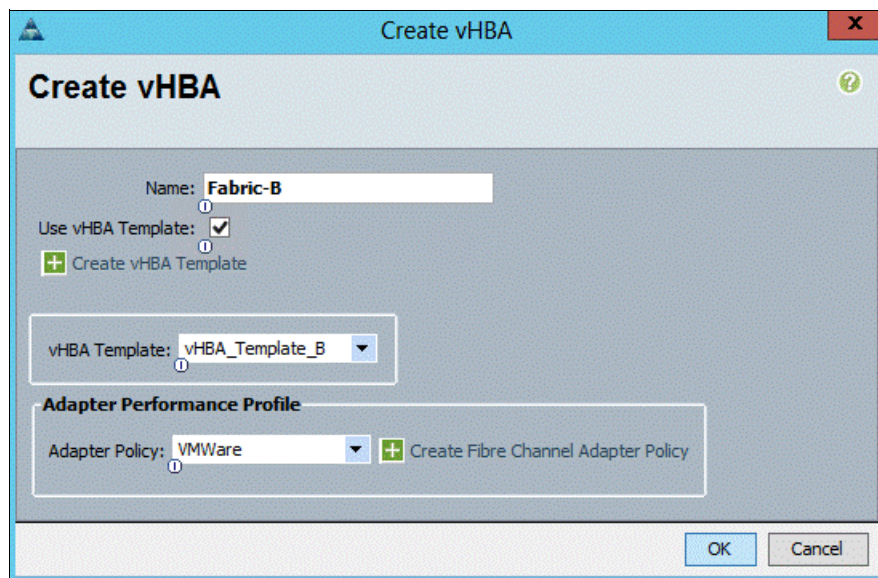 Create vHBA
X
Create vHBA
?
Name: Fabric-B
Use vHBA Template:
+ Create vHBA Template
vHBA Template: vHBA_Template_B
Adapter Performance Profile
Adapter Policy: VMWare + Create Fibre Channel Adapter Policy
OK Cancel